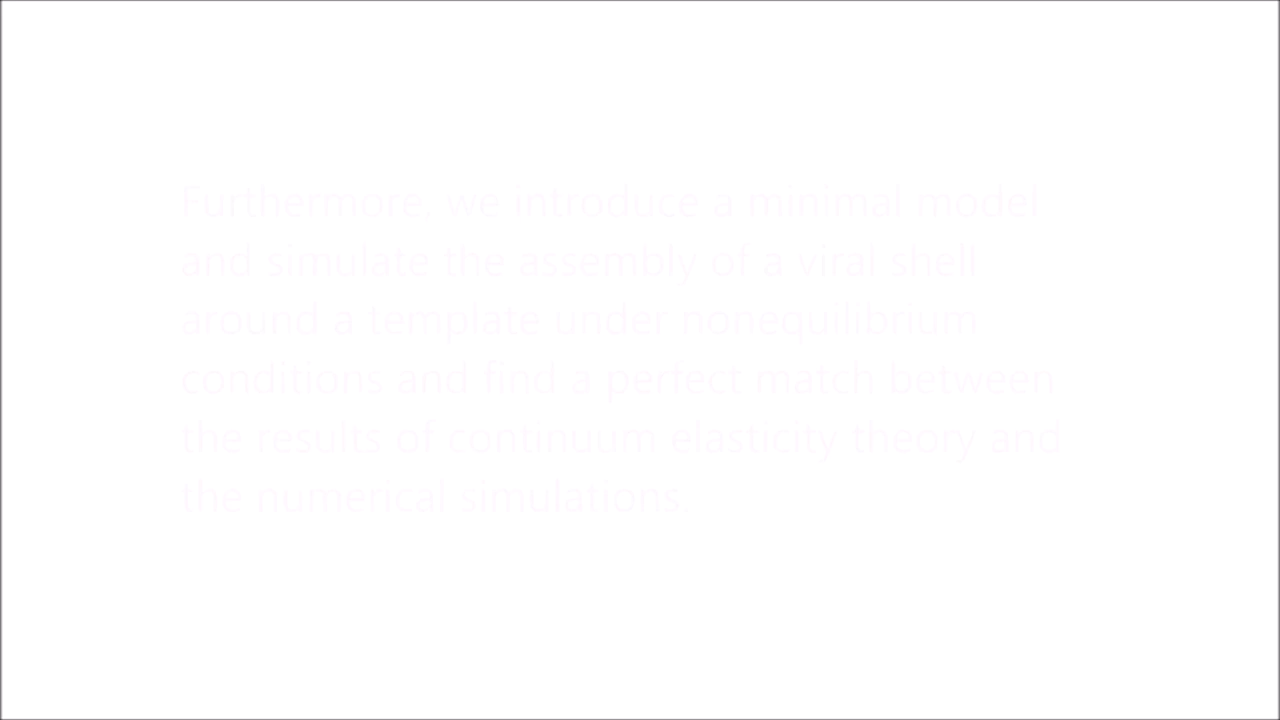 Furthermore, we introduce a minimal model
and simulate the assembly of a viral shell
around a template under nonequilibrium
conditions and find a perfect match between
the results of continuum elasticity theory and
the numerical simulations.